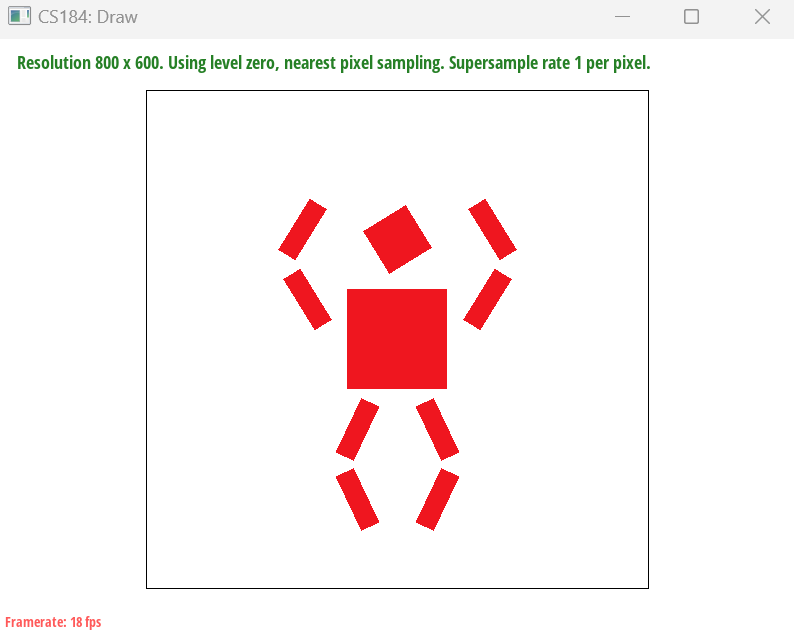 CS184: Draw
Resolution 800 x 600. Using level zero, nearest pixel sampling. Supersample rate 1 per pixel.
Framerate: 18 fps